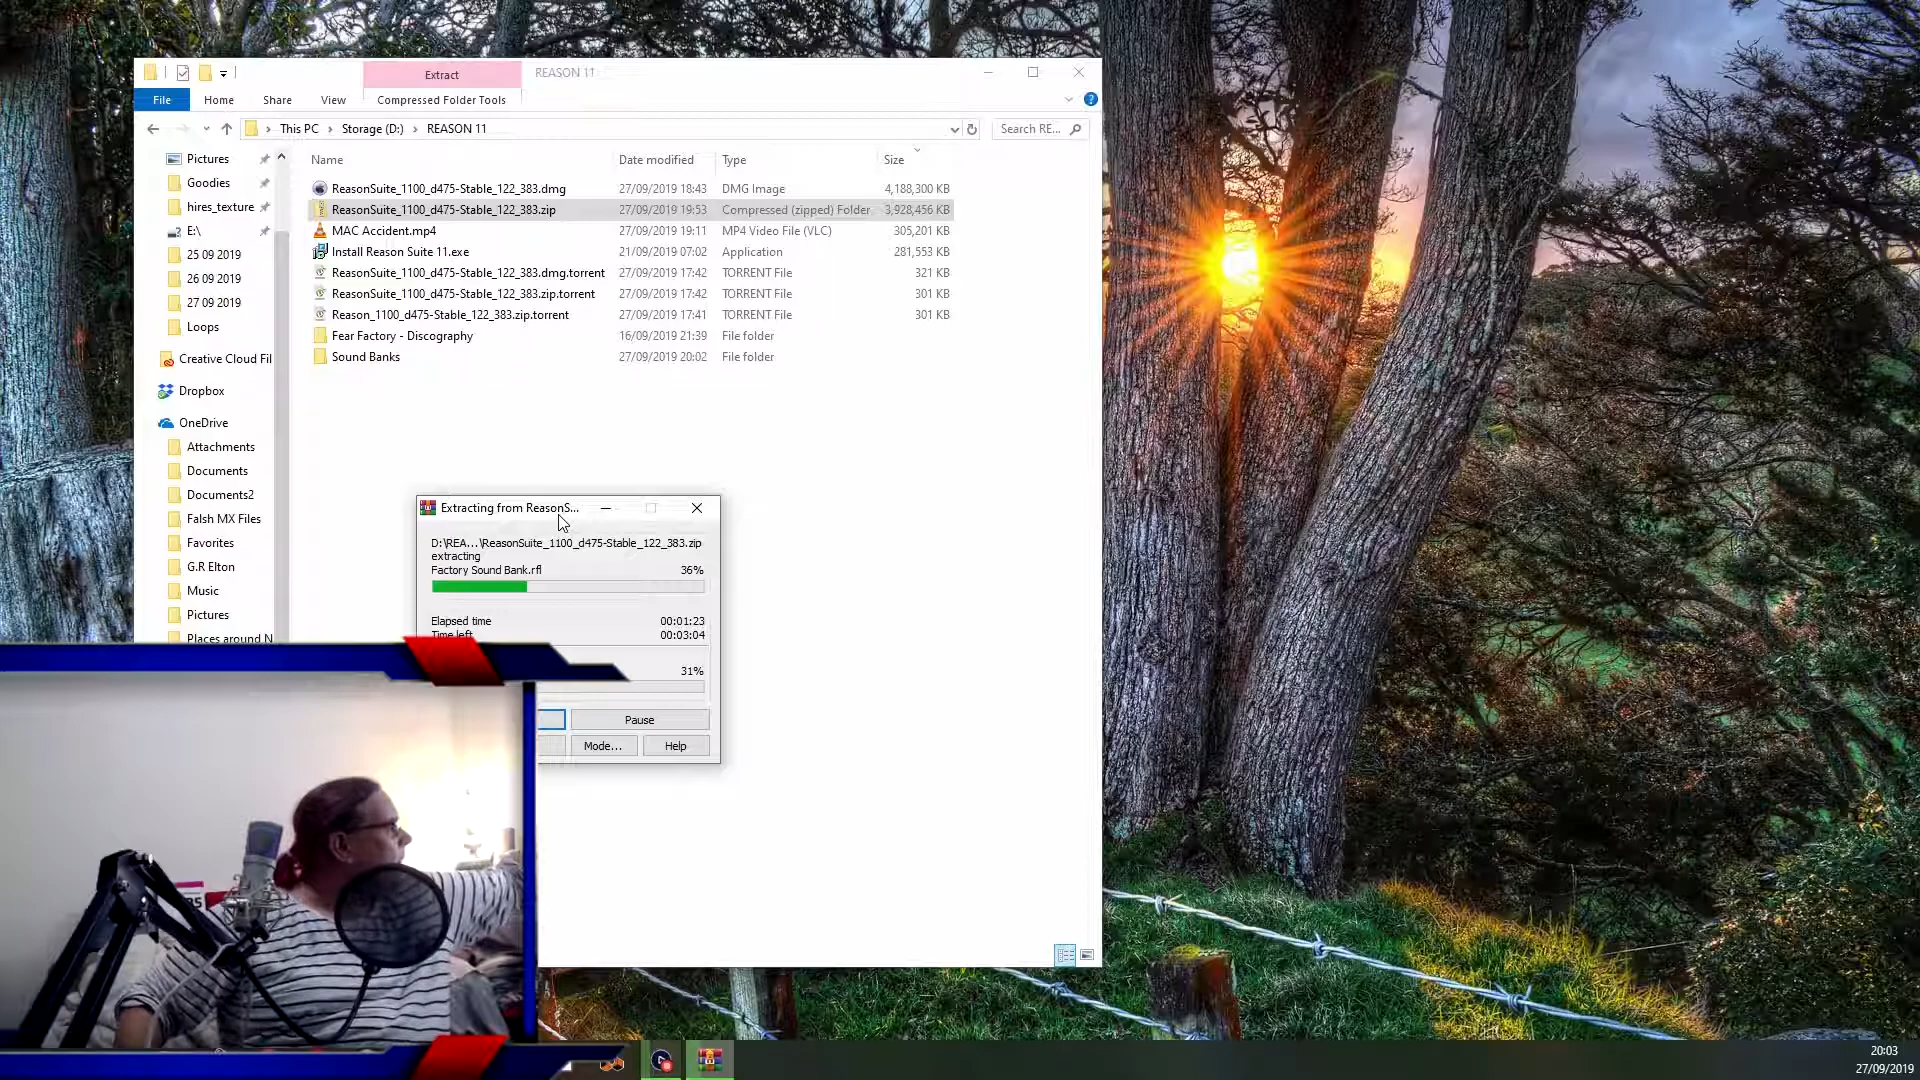 Extract
REASON 11
File
Home
Share
View
Compressed Folder Tools
This PC
Storage (D:)
REASON 11
Search RE...
Name
Date modified
Type
Size
ReasonSuite_1100_d475-Stable_122_383.dmg 27/09/2019 18:43 DMG Image 4,188,300 KB
ReasonSuite_1100_d475-Stable_122_383.zip 27/09/2019 19:53 Compressed (zipped) Folder 3,928,456 KB
MAC Accident.mp4 27/09/2019 19:11 MP4 Video File (VLC) 305,201 KB
Install Reason Suite 11.exe 21/09/2019 07:02 Application 281,553 KB
ReasonSuite_1100_d475-Stable_122_383.dmg.torrent 27/09/2019 17:42 TORRENT File 321 KB
ReasonSuite_1100_d475-Stable_122_383.zip.torrent 27/09/2019 17:42 TORRENT File 301 KB
Reason_1100_d475-Stable_122_383.zip.torrent 27/09/2019 17:41 TORRENT File 301 KB
Fear Factory - Discography 16/09/2019 21:39 File folder
Sound Banks 27/09/2019 20:02 File folder
Pictures
Goodies
hires_texture
E:\
25 09 2019
26 09 2019
27 09 2019
Loops
Creative Cloud Fil
Dropbox
OneDrive
Attachments
Documents
Documents2
Falsh MX Files
Favorites
G.R Elton
Music
Pictures
Places around N
Extracting from ReasonS...
D:\REA...\ReasonSuite_1100_d475-Stable_122_383.zip
extracting
Factory Sound Bank.rfl 36%
Elapsed time 00:01:23
Time left 00:03:04
31%
Pause
Mode...
Help
20:03
27/09/2019